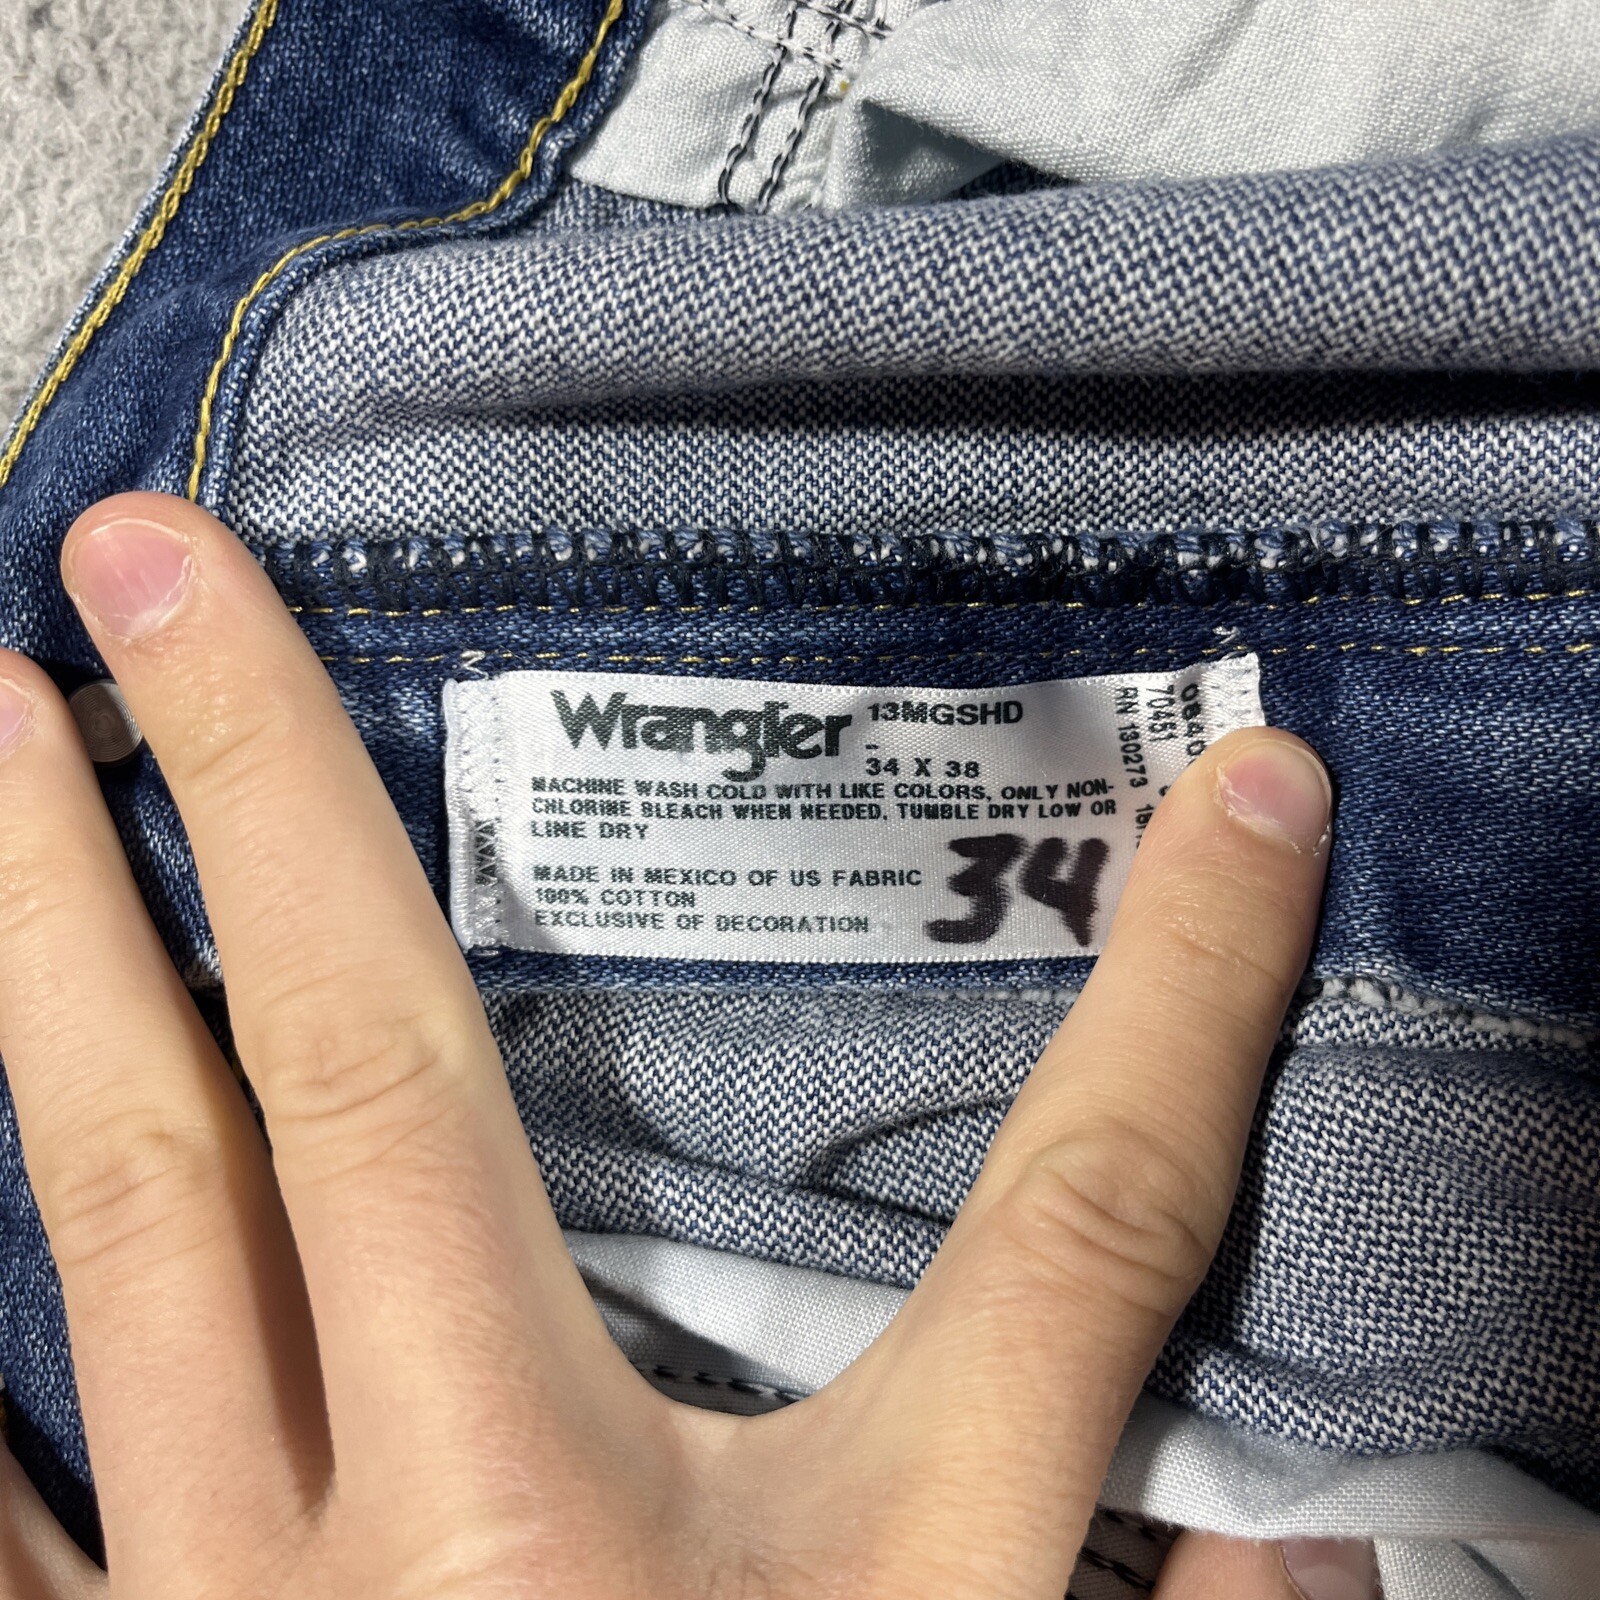 Wrangler 13MGSHD
34 X 38
MACHINE WASH COLD WITH LIKE COLORS, ONLY NON-
CHLORINE BLEACH WHEN NEEDED, TUMBLE DRY LOW OR
LINE DRY
MADE IN MEXICO OF US FABRIC
100% COTTON
EXCLUSIVE OF DECORATION
34
70451
RN 130273